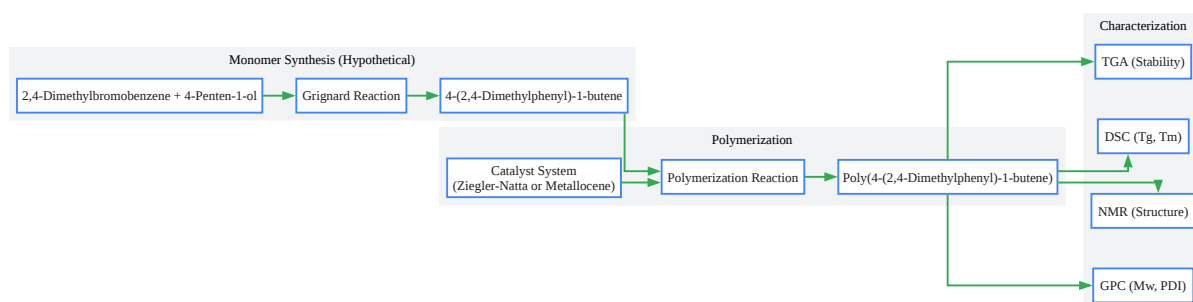 Characterization
Monomer Synthesis (Hypothetical)
TGA (Stability)
2,4-Dimethylbromobenzene + 4-Penten-1-ol
Grignard Reaction
4-(2,4-Dimethylphenyl)-1-butene
Polymerization
DSC (Tg, Tm)
Catalyst System
(Ziegler-Natta or Metallocene)
Polymerization Reaction
Poly(4-(2,4-Dimethylphenyl)-1-butene)
NMR (Structure)
GPC (Mw, PDI)